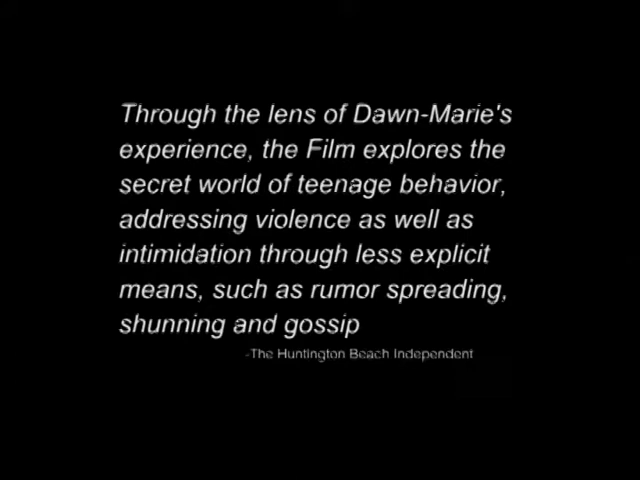 Through the lens of Dawn-Marie's
experience, the Film explores the
secret world of teenage behavior,
addressing violence as well as
intimidation through less explicit
means, such as rumor spreading,
shunning and gossip
-The Huntington Beach Independent